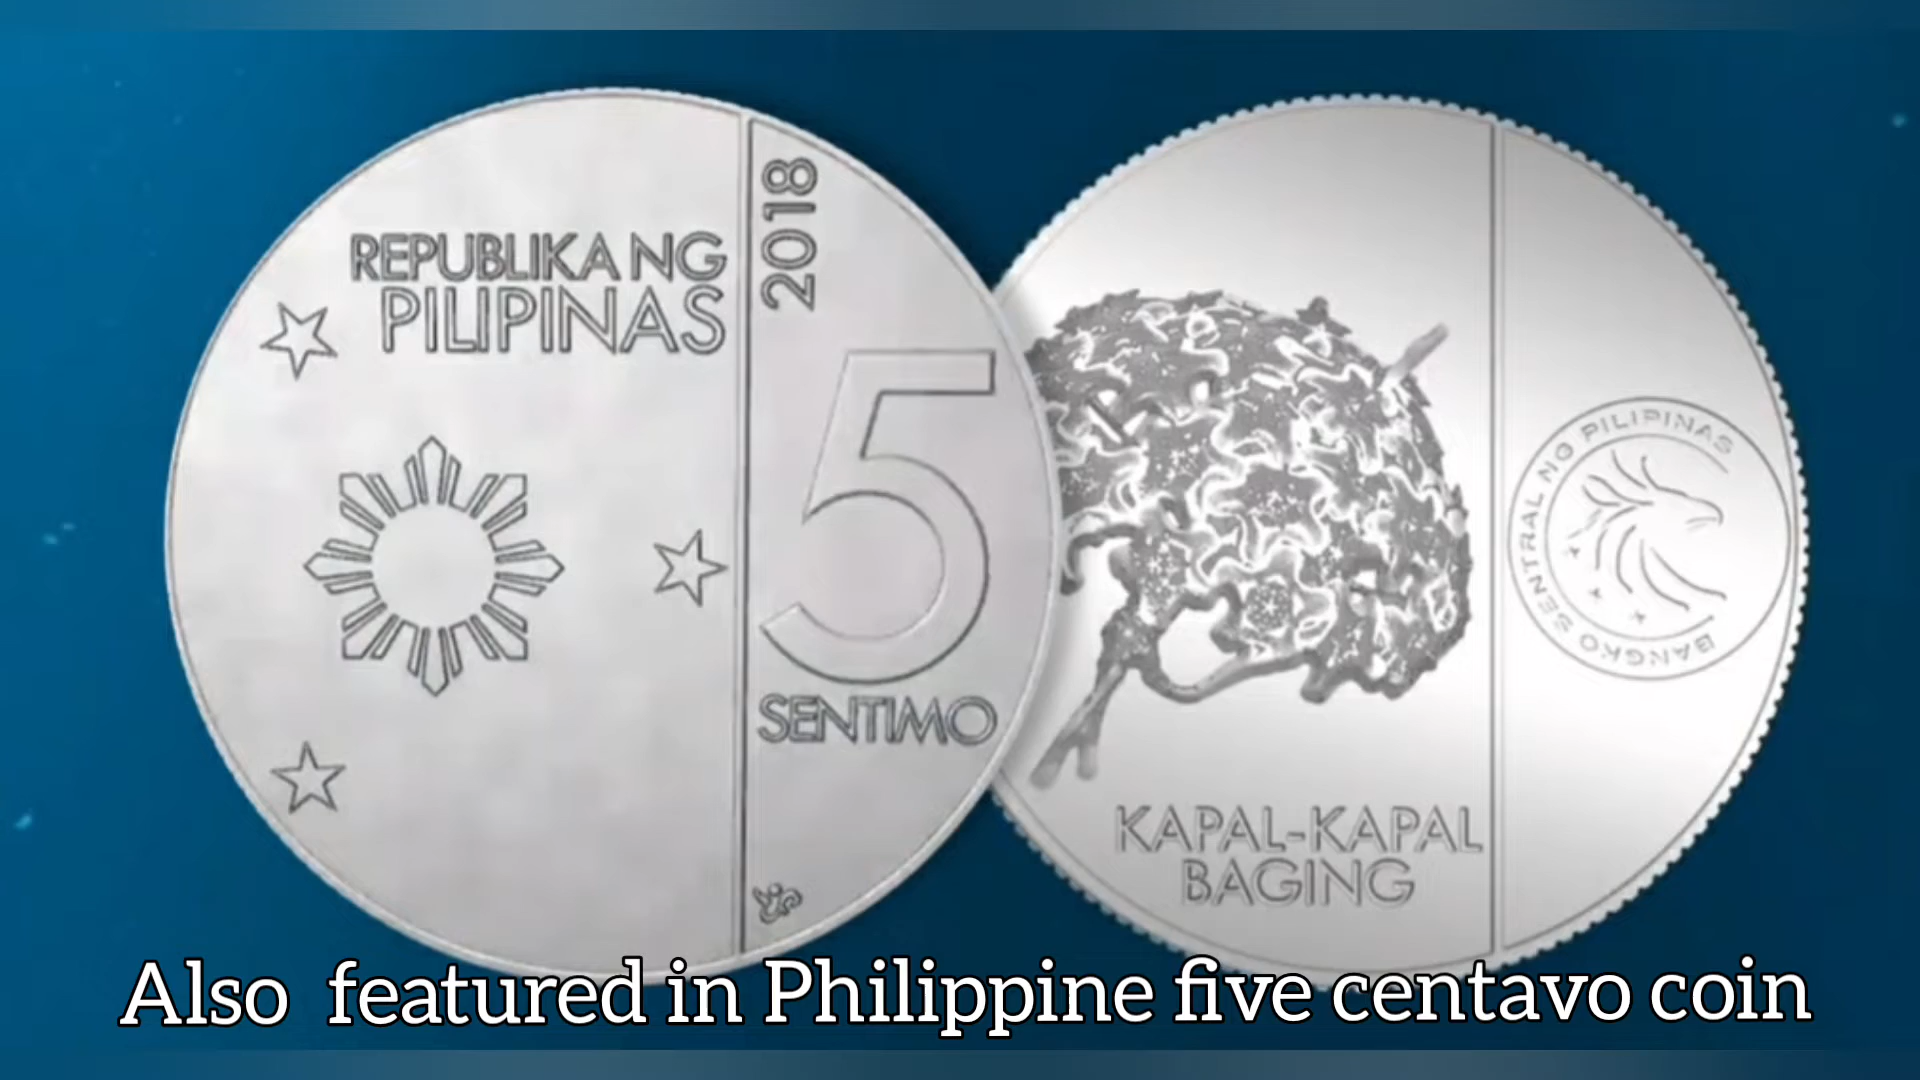 REPUBLIKA NG
PILIPINAS
2018
5
SENTIMO
KAPAL-KAPAL
BAGING
BANGKO SENTRAL NG PILIPINAS
Also featured in Philippine five centavo coin